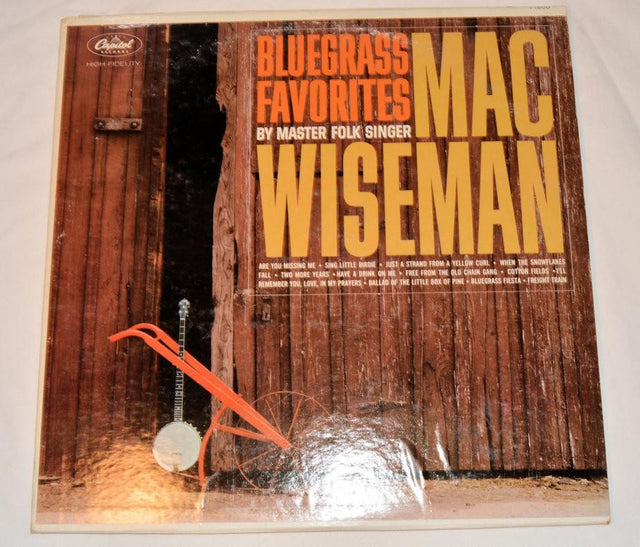 Capitol
RECORDS
HIGH-FIDELITY
BLUEGRASS
FAVORITES
BY MASTER FOLK SINGER
MAC
WISEMAN
ARE YOU MISSING ME • SING LITTLE BIRDIE • JUST A STRAND FROM A YELLOW CURL • WHEN THE SNOWFLAKES
FALL • TWO MORE YEARS • HAVE A DRINK ON ME • FREE FROM THE OLD CHAIN GANG • COTTON FIELDS • I'LL
REMEMBER YOU, LOVE, IN MY PRAYERS • BALLAD OF THE LITTLE BOX OF PINE • BLUEGRASS FIESTA • FREIGHT TRAIN